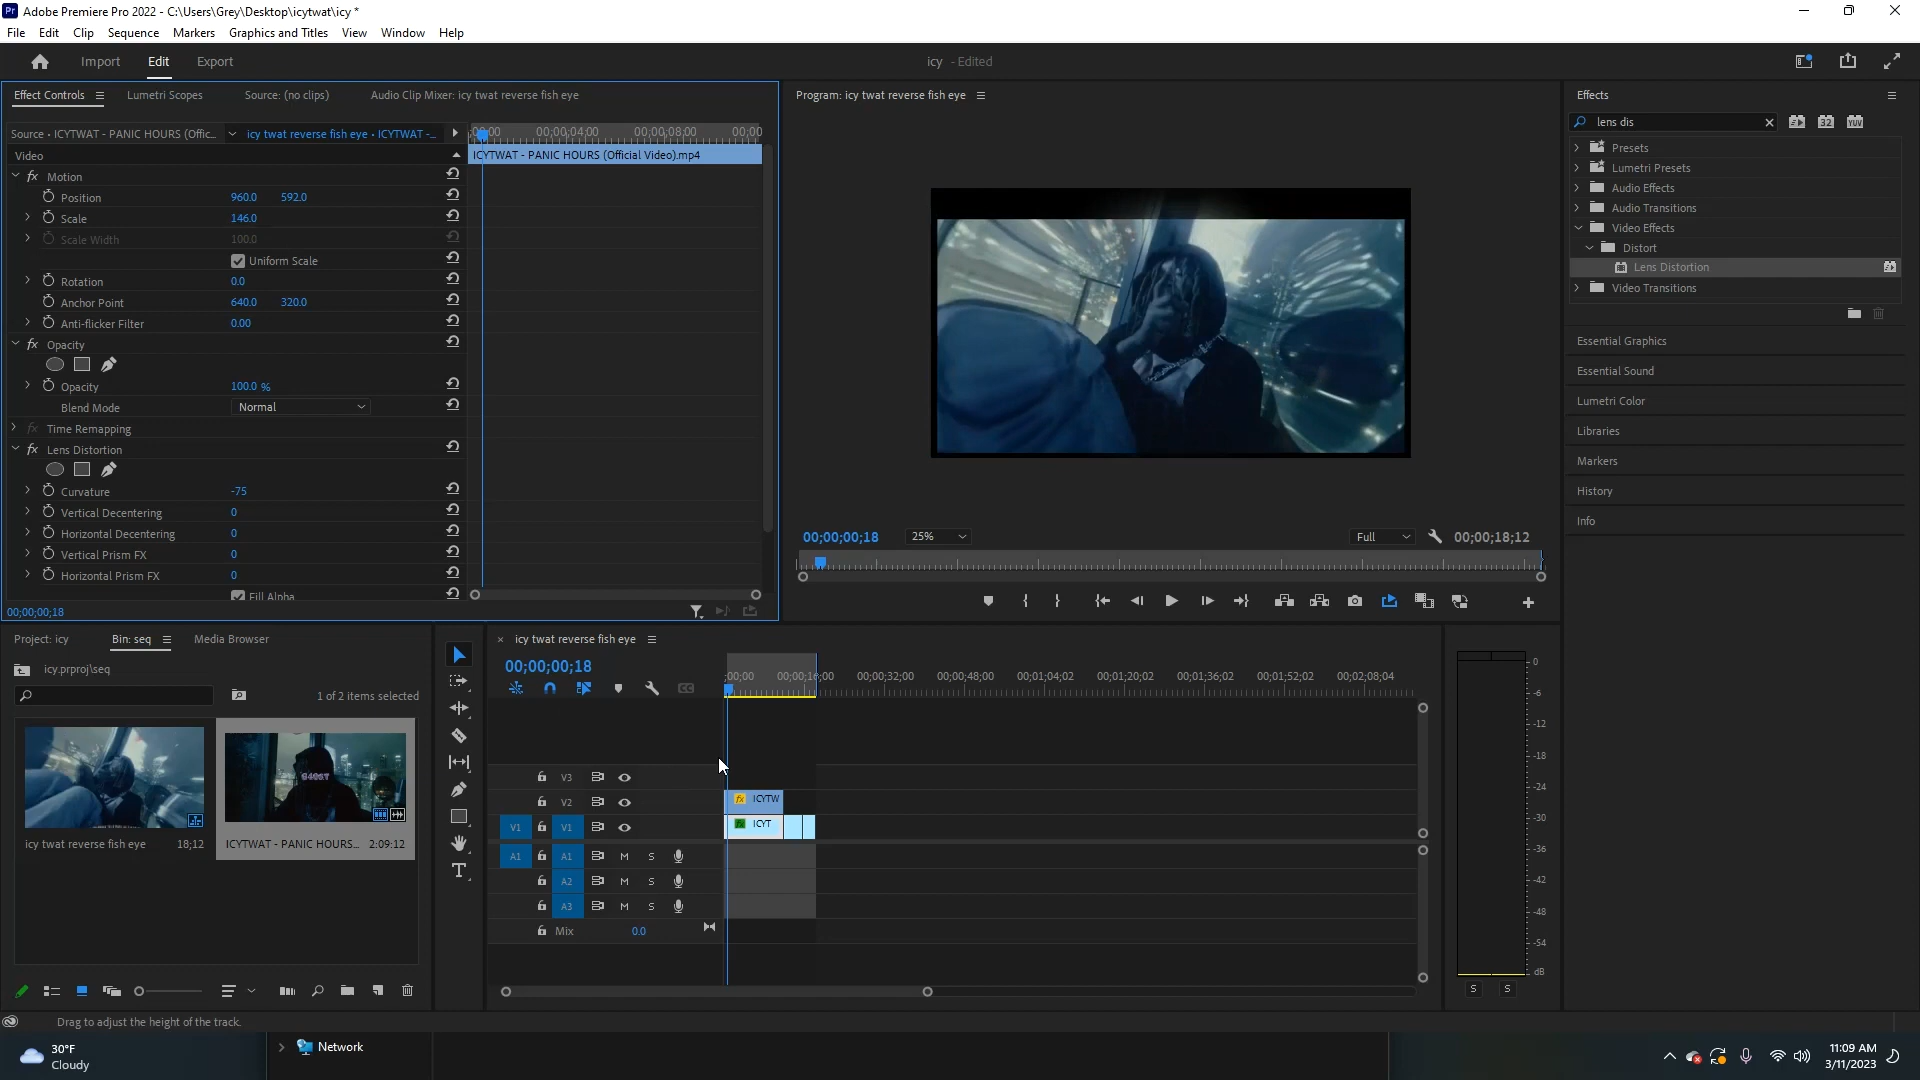 Pr Adobe Premiere Pro 2022 - C:\Users\Grey\Desktop\icytwat\icy *
File Edit Clip Sequence Markers Graphics and Titles View Window Help
Import Edit Export
icy - Edited
Effect Controls Lumetri Scopes Source: (no clips) Audio Clip Mixer: icy twat reverse fish eye
Source • ICYTWAT - PANIC HOURS (Offic... icy twat reverse fish eye • ICYTWAT -...
;00;00 00;00;04;00 00;00;08;00 00;00
Video
ICYTWAT - PANIC HOURS (Official Video).mp4
fx Motion
Position 960.0 592.0
Scale 146.0
Scale Width 100.0
Uniform Scale
Rotation 0.0
Anchor Point 640.0 320.0
Anti-flicker Filter 0.00
fx Opacity
Opacity 100.0 %
Blend Mode Normal
fx Time Remapping
fx Lens Distortion
Curvature -75
Vertical Decentering 0
Horizontal Decentering 0
Vertical Prism FX 0
Horizontal Prism FX 0
Fill Alpha
00;00;00;18
Program: icy twat reverse fish eye
00;00;00;18 25% Full 00;00;18;12
Effects
lens dis
32 YUV
Presets
Lumetri Presets
Audio Effects
Audio Transitions
Video Effects
Distort
Lens Distortion
Video Transitions
Essential Graphics
Essential Sound
Lumetri Color
Libraries
Markers
History
Info
Project: icy Bin: seq Media Browser
icy.prproj\seq
1 of 2 items selected
G4OST
icy twat reverse fish eye 18;12
ICYTWAT - PANIC HOURS... 2:09:12
T
× icy twat reverse fish eye
00;00;00;18
CC
;00;00 00;00;16;00 00;00;32;00 00;00;48;00 00;01;04;02 00;01;20;02 00;01;36;02 00;01;52;02 00;02;08;04
V3
V2 fx ICYTW
V1 V1 fx ICYT
A1 A1 M S
A2 M S
A3 M S
Mix 0.0
0
-6
-12
-18
-24
-30
-36
-42
-48
-54
dB
S S
Drag to adjust the height of the track.
30°F
Cloudy
Network
11:09 AM
3/11/2023